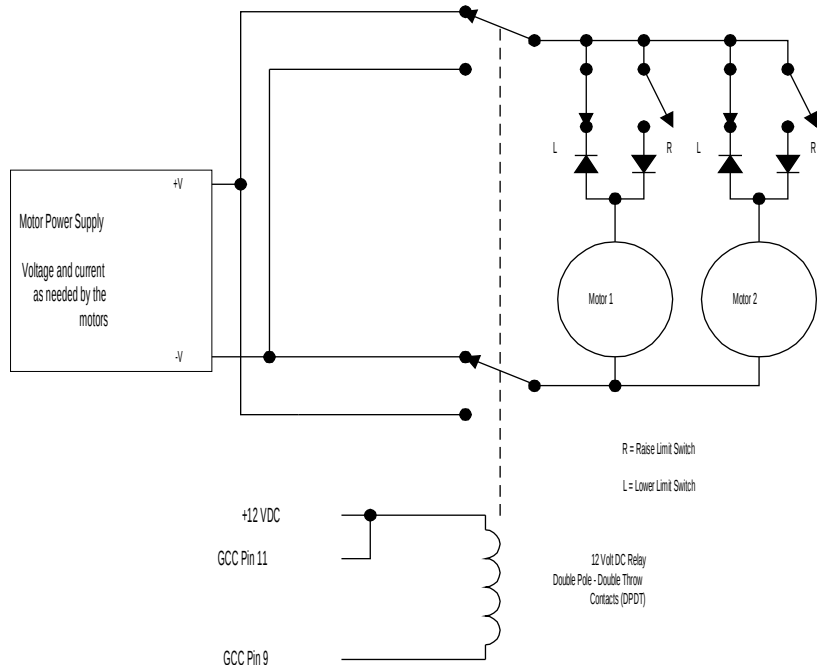 L
R
L
R
+V
Motor Power Supply
Voltage and current
as needed by the
motors
-V
Motor 1
Motor 2
R = Raise Limit Switch
L = Lower Limit Switch
+12 VDC
GCC Pin 11
12 Volt DC Relay
Double Pole - Double Throw
Contacts (DPDT)
GCC Pin 9